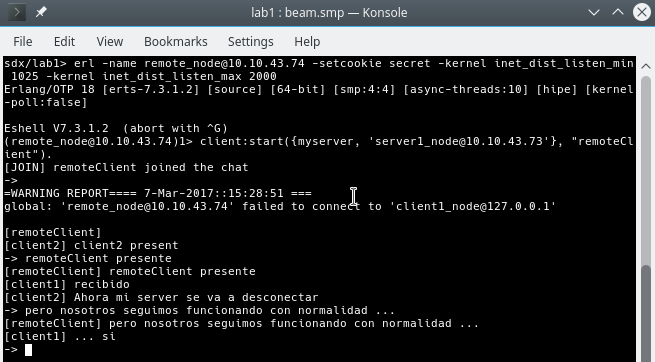 lab1 : beam.smp — Konsole
File Edit View Bookmarks Settings Help
sdx/lab1> erl -name remote_node@10.10.43.74 -setcookie secret -kernel inet_dist_listen_min
 1025 -kernel inet_dist_listen_max 2000
Erlang/OTP 18 [erts-7.3.1.2] [source] [64-bit] [smp:4:4] [async-threads:10] [hipe] [kernel
-poll:false]
Eshell V7.3.1.2  (abort with ^G)
(remote_node@10.10.43.74)1> client:start({myserver, 'server1_node@10.10.43.73'}, "remoteCl
ient").
[JOIN] remoteClient joined the chat
->
=WARNING REPORT==== 7-Mar-2017::15:28:51 ===
global: 'remote_node@10.10.43.74' failed to connect to 'client1_node@127.0.0.1'
[remoteClient]
[client2] client2 present
-> remoteClient presente
[remoteClient] remoteClient presente
[client1] recibido
[client2] Ahora mi server se va a desconectar
-> pero nosotros seguimos funcionando con normalidad ...
[remoteClient] pero nosotros seguimos funcionando con normalidad ...
[client1] ... si
->